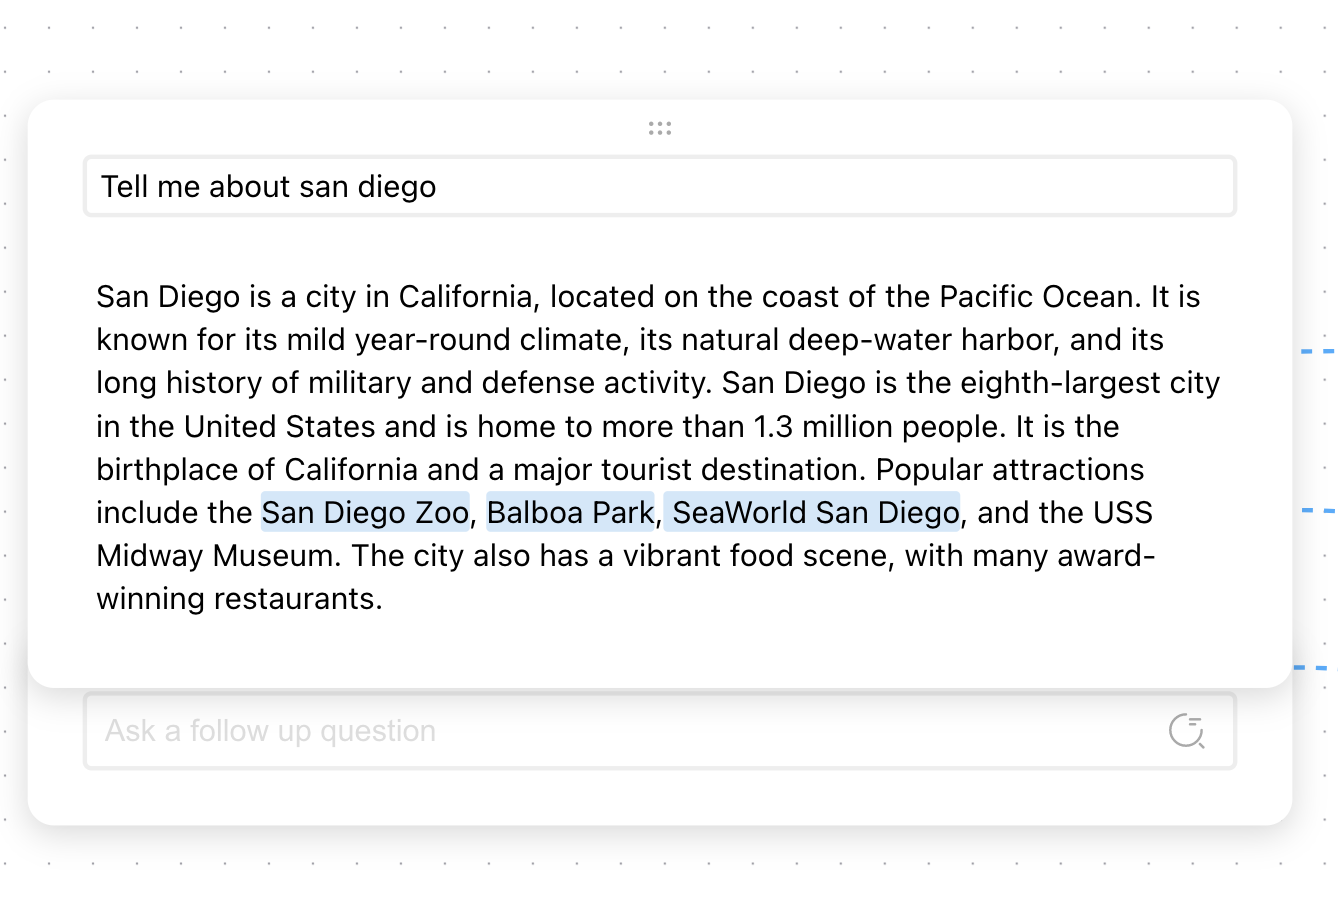 Tell me about san diego
San Diego is a city in California, located on the coast of the Pacific Ocean. It is
known for its mild year-round climate, its natural deep-water harbor, and its
long history of military and defense activity. San Diego is the eighth-largest city
in the United States and is home to more than 1.3 million people. It is the
birthplace of California and a major tourist destination. Popular attractions
include the San Diego Zoo, Balboa Park, SeaWorld San Diego, and the USS
Midway Museum. The city also has a vibrant food scene, with many award-
winning restaurants.
Ask a follow up question